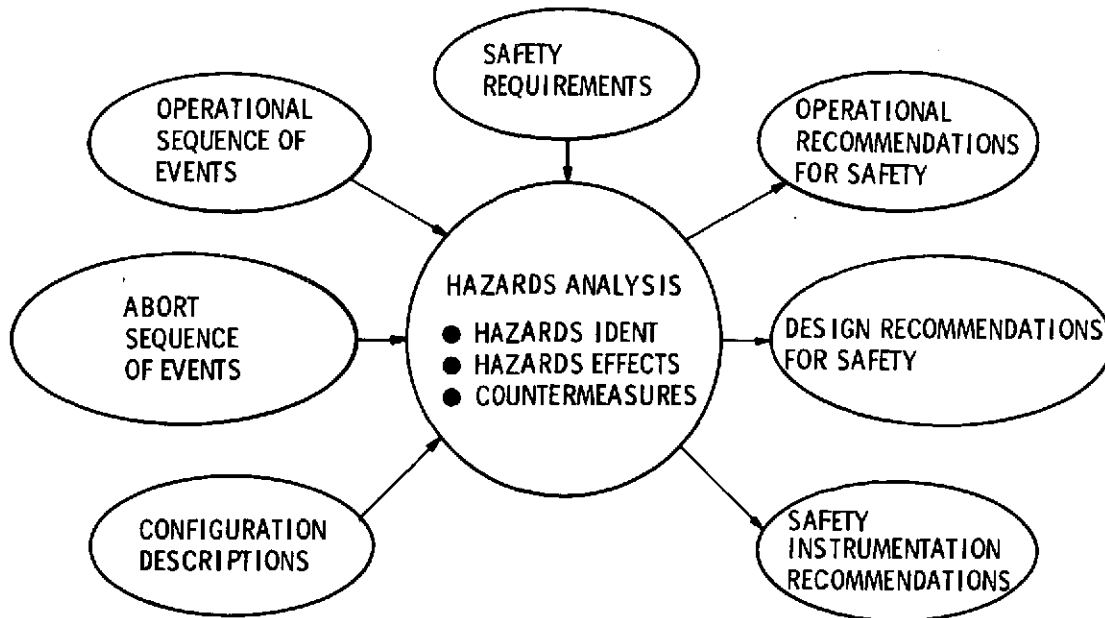 SAFETY
REQUIREMENTS
OPERATIONAL
SEQUENCE OF
EVENTS
OPERATIONAL
RECOMMENDATIONS
FOR SAFETY
HAZARDS ANALYSIS
● HAZARDS IDENT
● HAZARDS EFFECTS
● COUNTERMEASURES
ABORT
SEQUENCE
OF EVENTS
DESIGN RECOMMENDATIONS
FOR SAFETY
CONFIGURATION
DESCRIPTIONS
SAFETY
INSTRUMENTATION
RECOMMENDATIONS